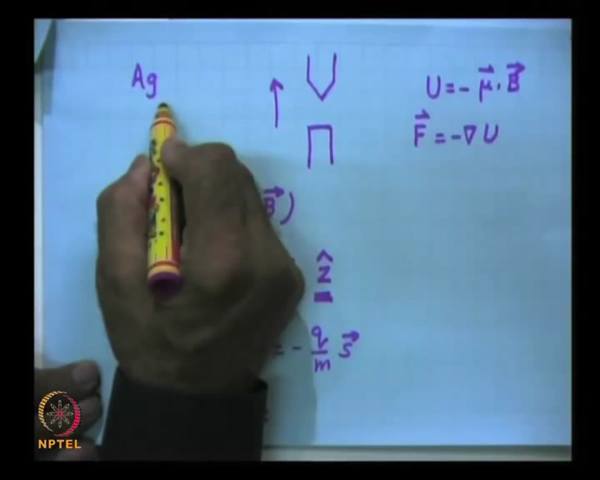 Ag
U = - μ⃗ . B⃗
F⃗ = - ∇ U
B⃗ )
ẑ
= - q/m s⃗
NPTEL